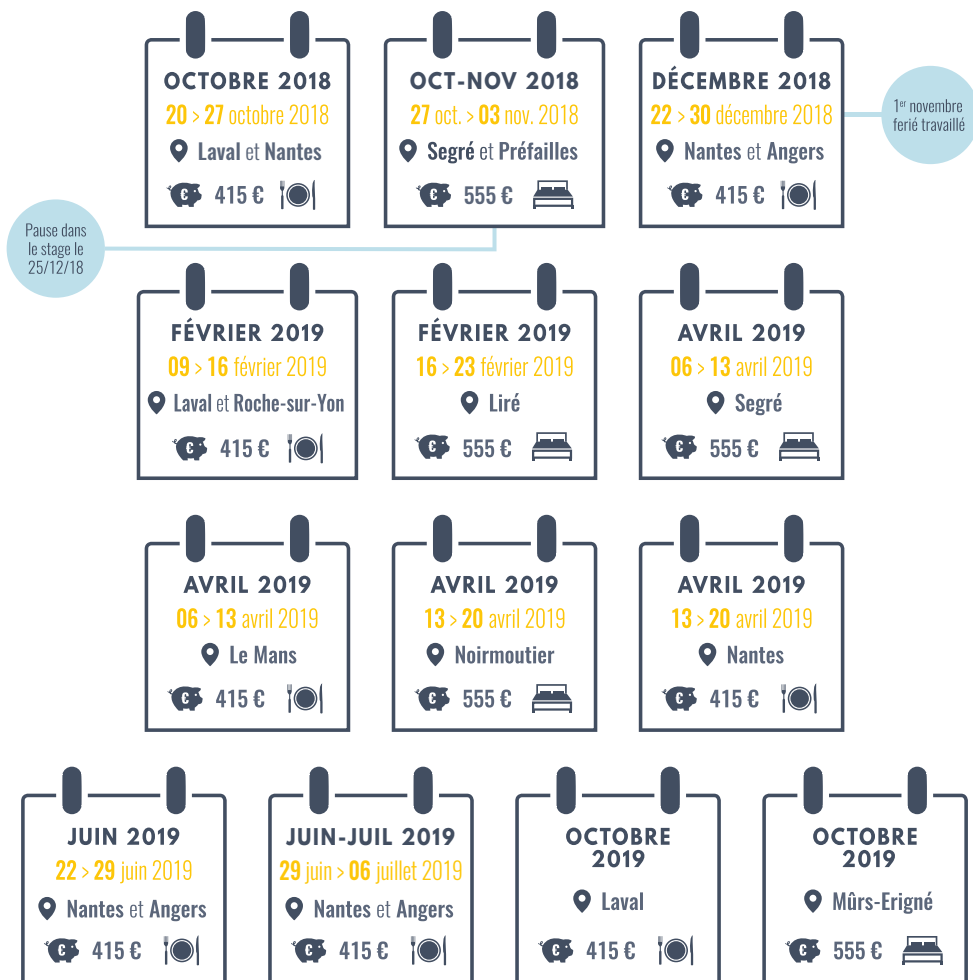 OCTOBRE 2018
20 > 27 octobre 2018
Laval et Nantes
415 €
OCT-NOV 2018
27 oct. > 03 nov. 2018
Segré et Préfailles
555 €
DÉCEMBRE 2018
22 > 30 décembre 2018
Nantes et Angers
415 €
1er novembre
ferié travaillé
Pause dans
le stage le
25/12/18
FÉVRIER 2019
09 > 16 février 2019
Laval et Roche-sur-Yon
415 €
FÉVRIER 2019
16 > 23 février 2019
Liré
555 €
AVRIL 2019
06 > 13 avril 2019
Segré
555 €
AVRIL 2019
06 > 13 avril 2019
Le Mans
415 €
AVRIL 2019
13 > 20 avril 2019
Noirmoutier
555 €
AVRIL 2019
13 > 20 avril 2019
Nantes
415 €
JUIN 2019
22 > 29 juin 2019
Nantes et Angers
415 €
JUIN-JUIL 2019
29 juin > 06 juillet 2019
Nantes et Angers
415 €
OCTOBRE
2019
Laval
415 €
OCTOBRE
2019
Mûrs-Erigné
555 €